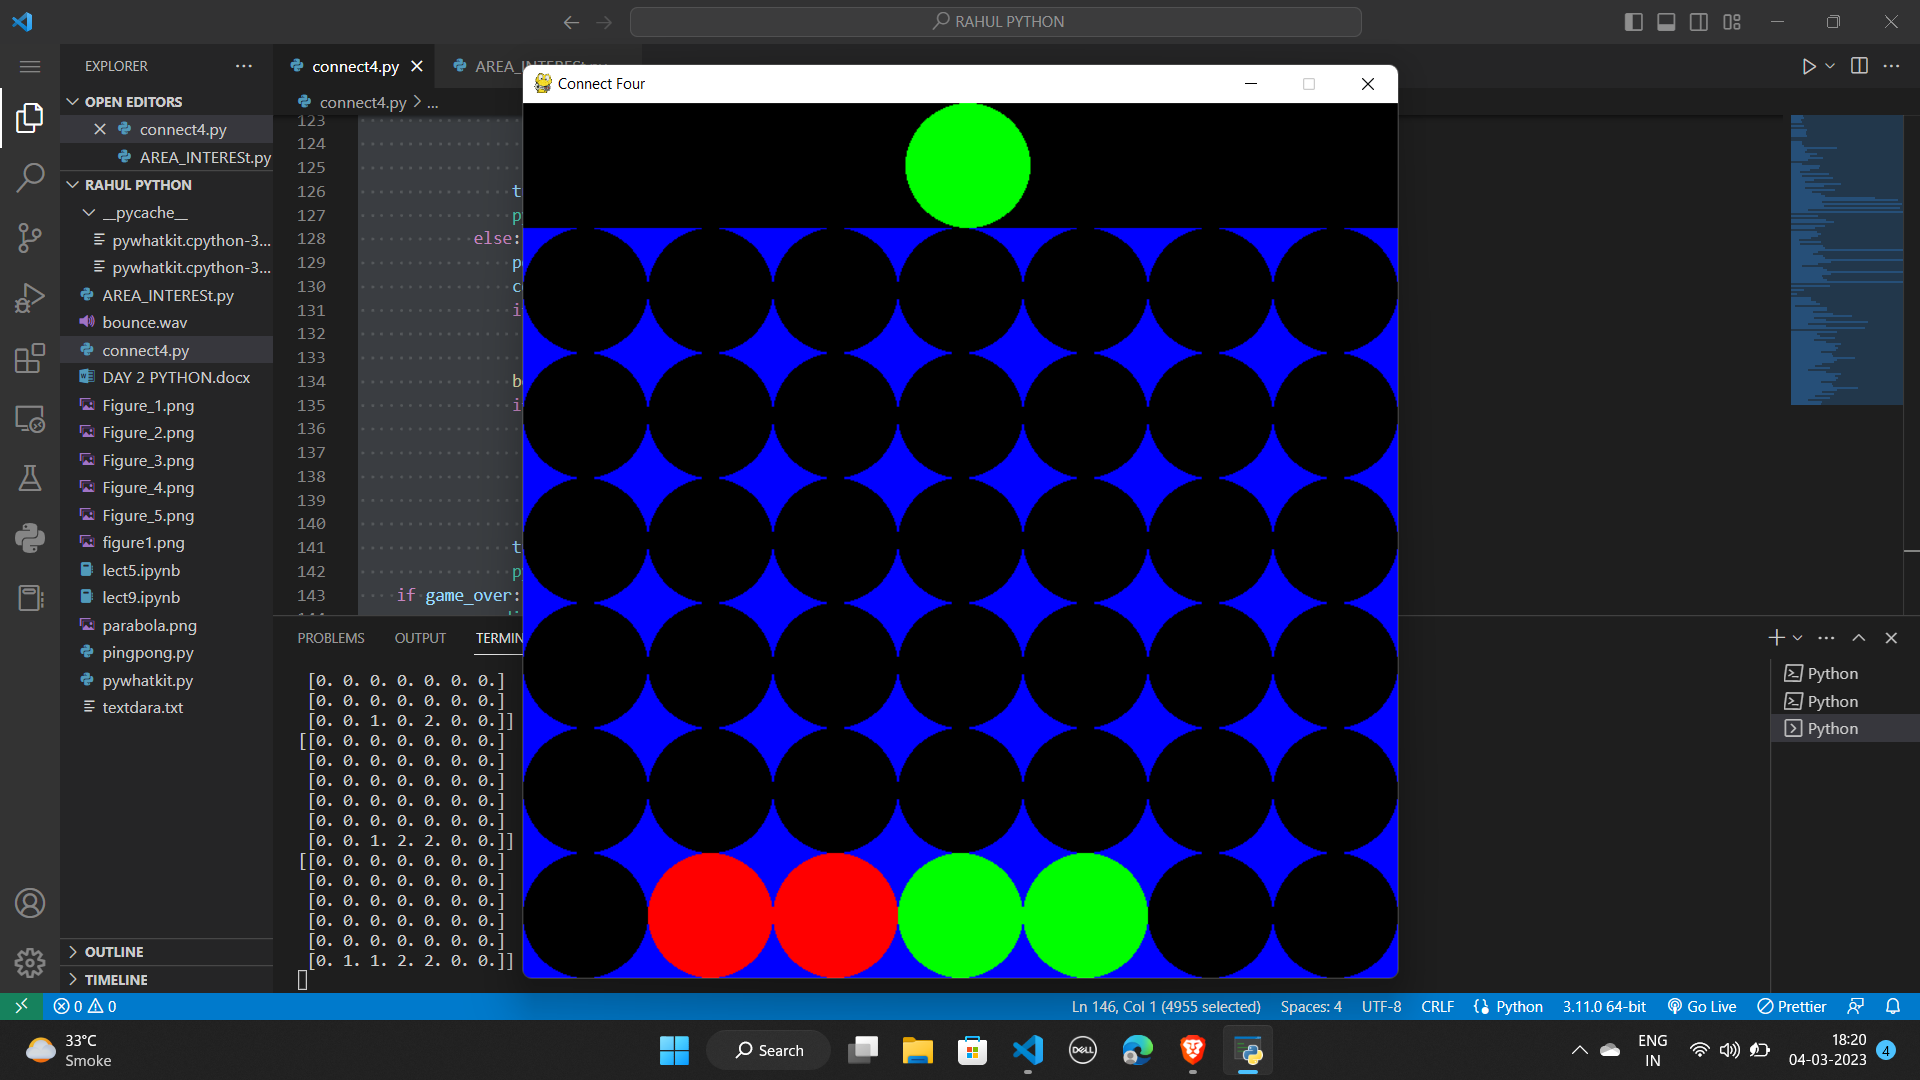 RAHUL PYTHON
EXPLORER
OPEN EDITORS
connect4.py
AREA_INTERESt.py
RAHUL PYTHON
__pycache__
pywhatkit.cpython-3...
pywhatkit.cpython-3...
AREA_INTERESt.py
bounce.wav
connect4.py
DAY 2 PYTHON.docx
Figure_1.png
Figure_2.png
Figure_3.png
Figure_4.png
Figure_5.png
figure1.png
lect5.ipynb
lect9.ipynb
parabola.png
pingpong.py
pywhatkit.py
textdara.txt
OUTLINE
TIMELINE
connect4.py
connect4.py > ...
123
124
125
126 t
127 p
128 else:
129 p
130 c
131 i
132
133
134 b
135 i
136
137
138
139
140
141 t
142 p
143 if game_over:
Connect Four
PROBLEMS OUTPUT TERMIN
[0. 0. 0. 0. 0. 0. 0.]
[0. 0. 0. 0. 0. 0. 0.]
[0. 0. 1. 0. 2. 0. 0.]]
[[0. 0. 0. 0. 0. 0. 0.]
[0. 0. 0. 0. 0. 0. 0.]
[0. 0. 0. 0. 0. 0. 0.]
[0. 0. 0. 0. 0. 0. 0.]
[0. 0. 0. 0. 0. 0. 0.]
[0. 0. 1. 2. 2. 0. 0.]]
[[0. 0. 0. 0. 0. 0. 0.]
[0. 0. 0. 0. 0. 0. 0.]
[0. 0. 0. 0. 0. 0. 0.]
[0. 0. 0. 0. 0. 0. 0.]
[0. 0. 0. 0. 0. 0. 0.]
[0. 1. 1. 2. 2. 0. 0.]]
Python
Python
Python
0 0 Ln 146, Col 1 (4955 selected) Spaces: 4 UTF-8 CRLF Python 3.11.0 64-bit Go Live Prettier
33°C
Smoke
Search
DELL
ENG
IN
18:20
04-03-2023
4